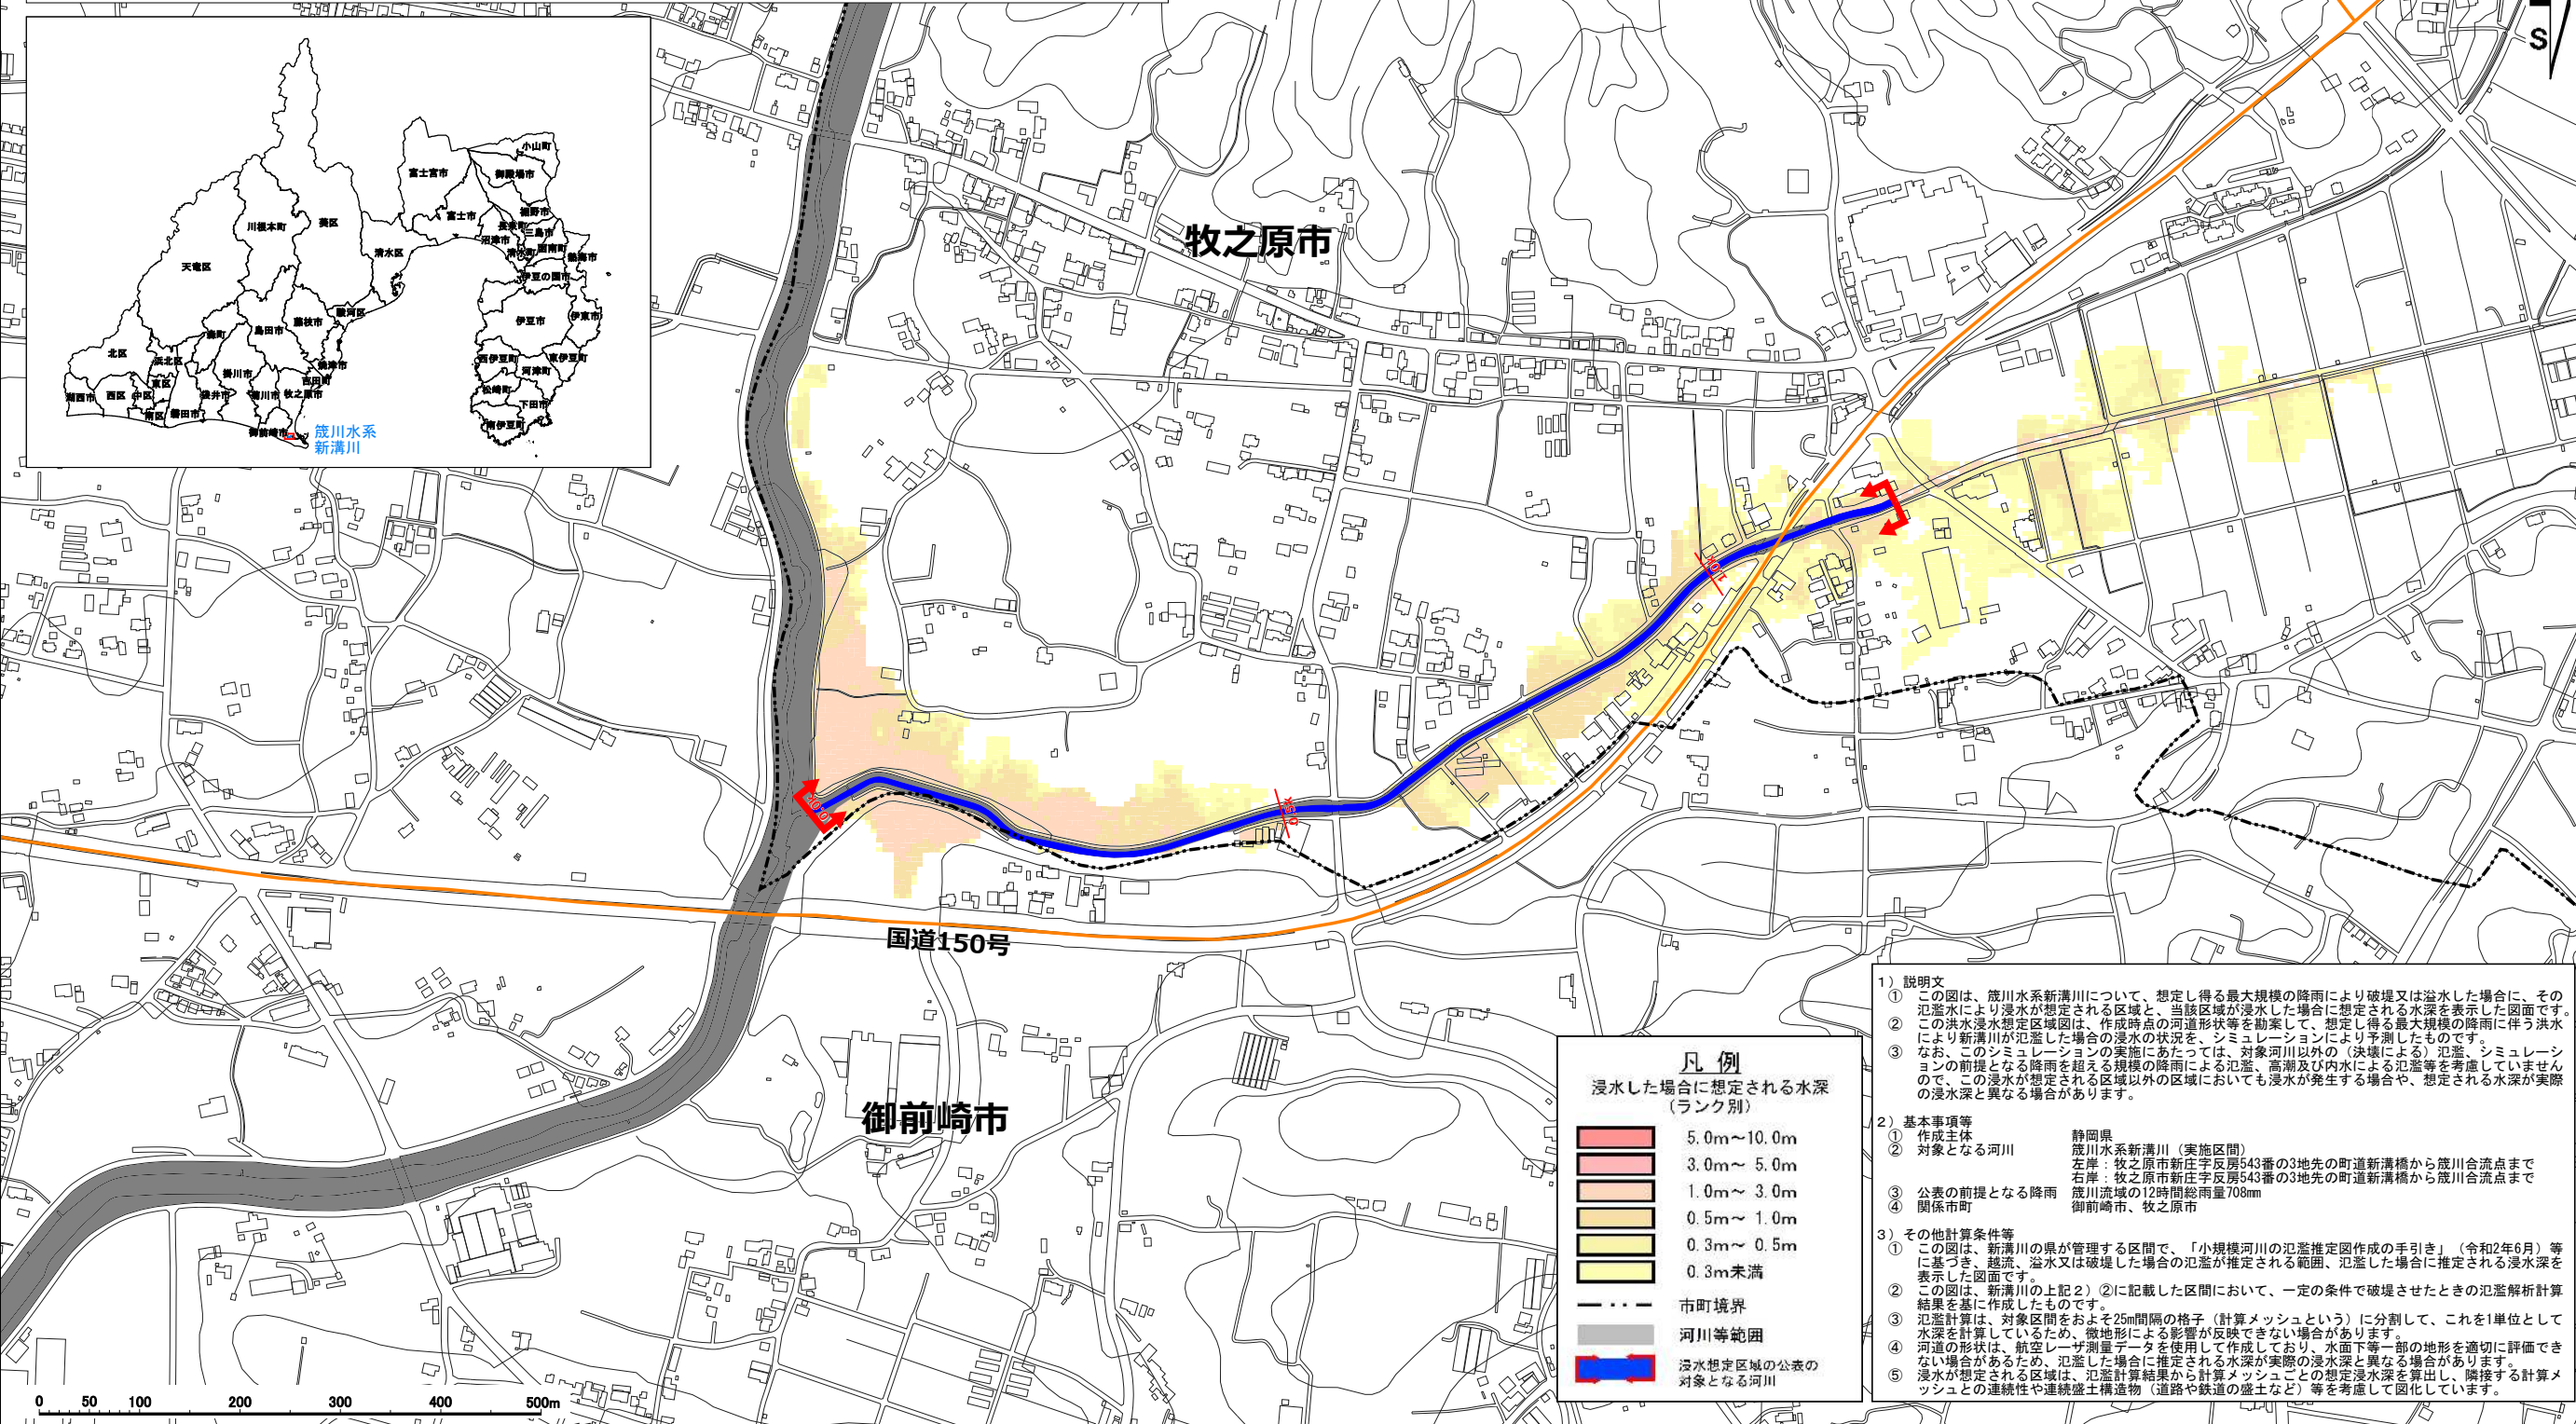 S
小山町
富士宮市
御殿場市
裾野市
富士市
長泉町
三島市
沼津市
函南町
清水町
熱海市
伊豆の国市
川根本町
葵区
清水区
天竜区
伊豆市
伊東市
駿河区
藤枝市
島田市
森町
北区
浜北区
西伊豆町
東伊豆町
焼津市
河津町
掛川市
吉田町
東区
松崎町
湖西市
西区
中区
袋井市
菊川市
牧之原市
下田市
南区
磐田市
南伊豆町
御前崎市
筬川水系
新溝川
牧之原市
1.0k
0.5k
0.0k
国道150号
御前崎市
凡 例
浸水した場合に想定される水深
(ランク別)
5.0m～10.0m
3.0m～ 5.0m
1.0m～ 3.0m
0.5m～ 1.0m
0.3m～ 0.5m
0.3m未満
市町境界
河川等範囲
浸水想定区域の公表の
対象となる河川
1）説明文
① この図は、筬川水系新溝川について、想定し得る最大規模の降雨により破堤又は溢水した場合に、その
氾濫水により浸水が想定される区域と、当該区域が浸水した場合に想定される水深を表示した図面です。
② この洪水浸水想定区域図は、作成時点の河道形状等を勘案して、想定し得る最大規模の降雨に伴う洪水
により新溝川が氾濫した場合の浸水の状況を、シミュレーションにより予測したものです。
③ なお、このシミュレーションの実施にあたっては、対象河川以外の（決壊による）氾濫、シミュレーシ
ョンの前提となる降雨を超える規模の降雨による氾濫、高潮及び内水による氾濫等を考慮していません
ので、この浸水が想定される区域以外の区域においても浸水が発生する場合や、想定される水深が実際
の浸水深と異なる場合があります。
2）基本事項等
① 作成主体 静岡県
② 対象となる河川 筬川水系新溝川（実施区間）
左岸：牧之原市新庄字反房543番の3地先の町道新溝橋から筬川合流点まで
右岸：牧之原市新庄字反房543番の3地先の町道新溝橋から筬川合流点まで
③ 公表の前提となる降雨 筬川流域の12時間総雨量708mm
④ 関係市町 御前崎市、牧之原市
3）その他計算条件等
① この図は、新溝川の県が管理する区間で、「小規模河川の氾濫推定図作成の手引き」（令和2年6月）等
に基づき、越流、溢水又は破堤した場合の氾濫が推定される範囲、氾濫した場合に推定される浸水深を
表示した図面です。
② この図は、新溝川の上記２）②に記載した区間において、一定の条件で破堤させたときの氾濫解析計算
結果を基に作成したものです。
③ 氾濫計算は、対象区間をおよそ25m間隔の格子（計算メッシュという）に分割して、これを1単位として
水深を計算しているため、微地形による影響が反映できない場合があります。
④ 河道の形状は、航空レーザ測量データを使用して作成しており、水面下等一部の地形を適切に評価でき
ない場合があるため、氾濫した場合に推定される水深が実際の浸水深と異なる場合があります。
⑤ 浸水が想定される区域は、氾濫計算結果から計算メッシュごとの想定浸水深を算出し、隣接する計算メ
ッシュとの連続性や連続盛土構造物（道路や鉄道の盛土など）等を考慮して図化しています。
0 50 100 200 300 400 500m